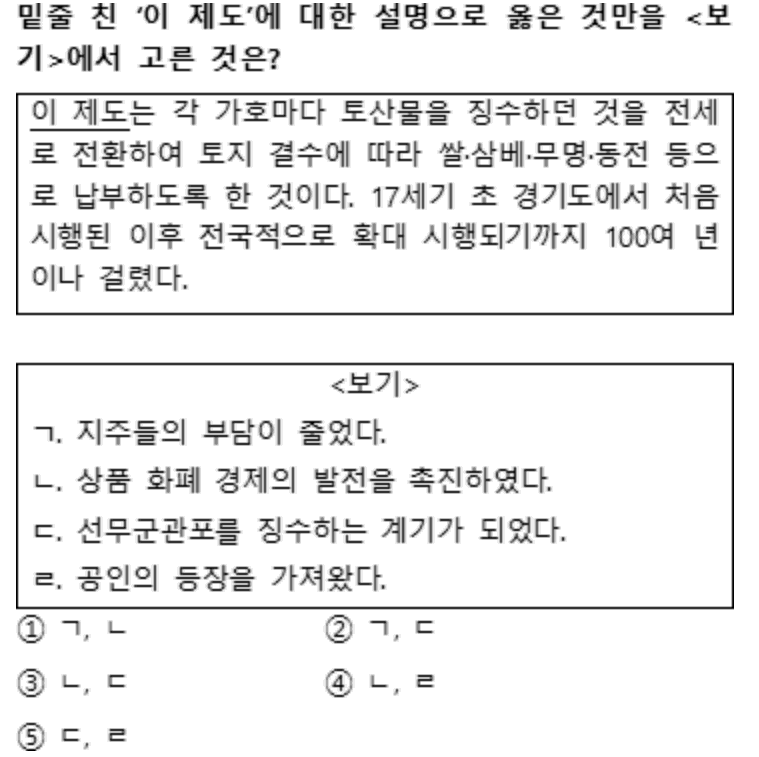 밑줄 친 '이 제도'에 대한 설명으로 옳은 것만을 <보
기>에서 고른 것은?
이 제도는 각 가호마다 토산물을 징수하던 것을 전세
로 전환하여 토지 결수에 따라 쌀·삼베·무명·동전 등으
로 납부하도록 한 것이다. 17세기 초 경기도에서 처음
시행된 이후 전국적으로 확대 시행되기까지 100여 년
이나 걸렸다.
<보기>
ㄱ. 지주들의 부담이 줄었다.
ㄴ. 상품 화폐 경제의 발전을 촉진하였다.
ㄷ. 선무군관포를 징수하는 계기가 되었다.
ㄹ. 공인의 등장을 가져왔다.
① ㄱ, ㄴ ② ㄱ, ㄷ
③ ㄴ, ㄷ ④ ㄴ, ㄹ
⑤ ㄷ, ㄹ